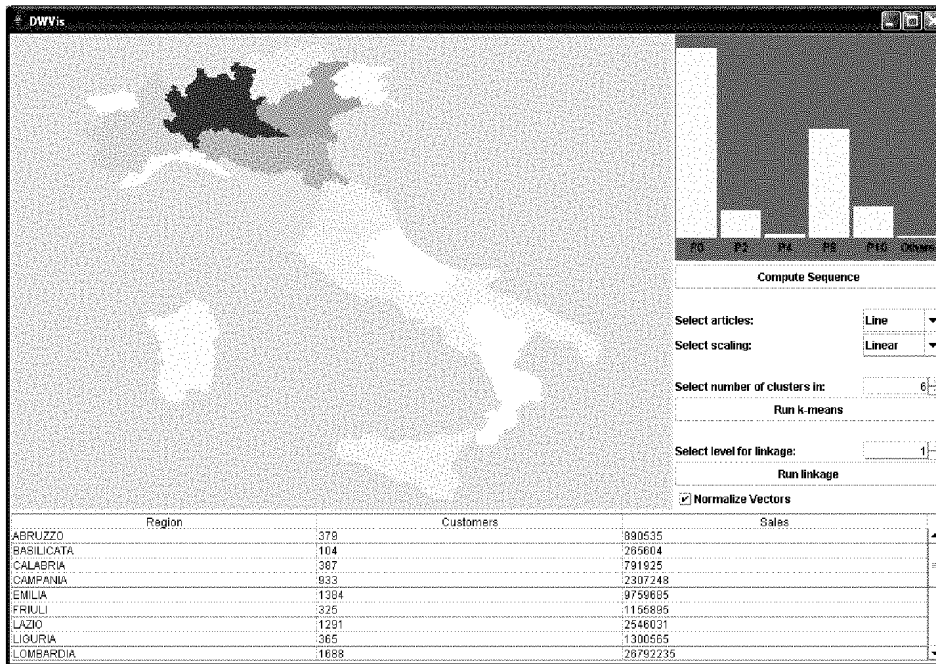 DWVis
P0 P2 P4 P8 P10 Others
Compute Sequence
Select articles: Line
Select scaling: Linear
Select number of clusters in: 6
Run k-means
Select level for linkage: 1
Run linkage
Normalize Vectors
Region Customers Sales
ABRUZZO 379 890535
BASILICATA 104 265604
CALABRIA 387 791925
CAMPANIA 933 2307248
EMILIA 1384 9759685
FRIULI 325 1155895
LAZIO 1291 2546031
LIGURIA 365 1300565
LOMBARDIA 1688 26792235